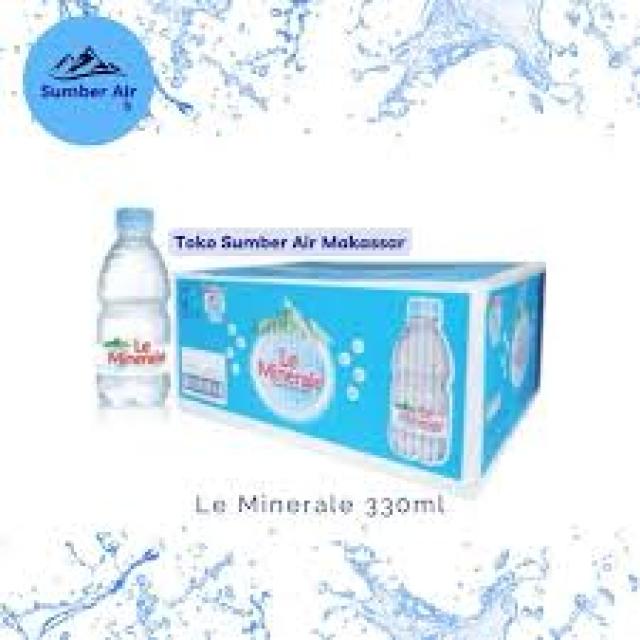 Sumber Air
Toko Sumber Air Makassar
Le
Minerale
Le
Minerale
Le Minerale 330ml